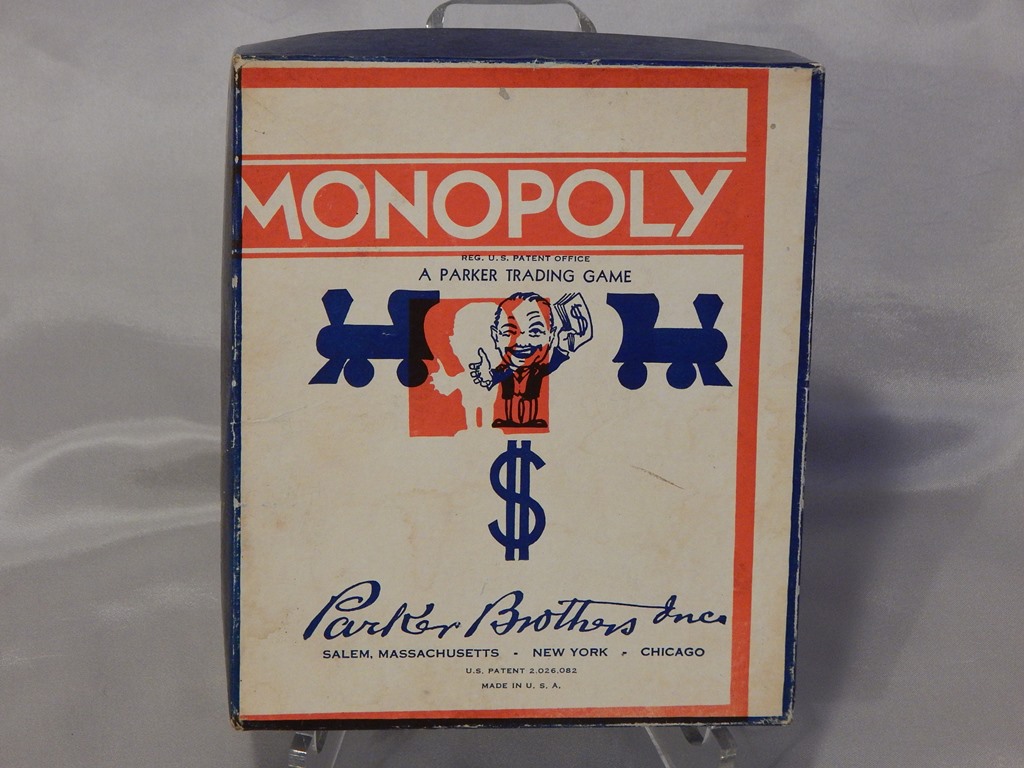 MONOPOLY
REG. U.S. PATENT OFFICE
A PARKER TRADING GAME
$
$
Parker Brothers Inc.
SALEM, MASSACHUSETTS - NEW YORK - CHICAGO
U.S. PATENT 2.026.082
MADE IN U. S. A.